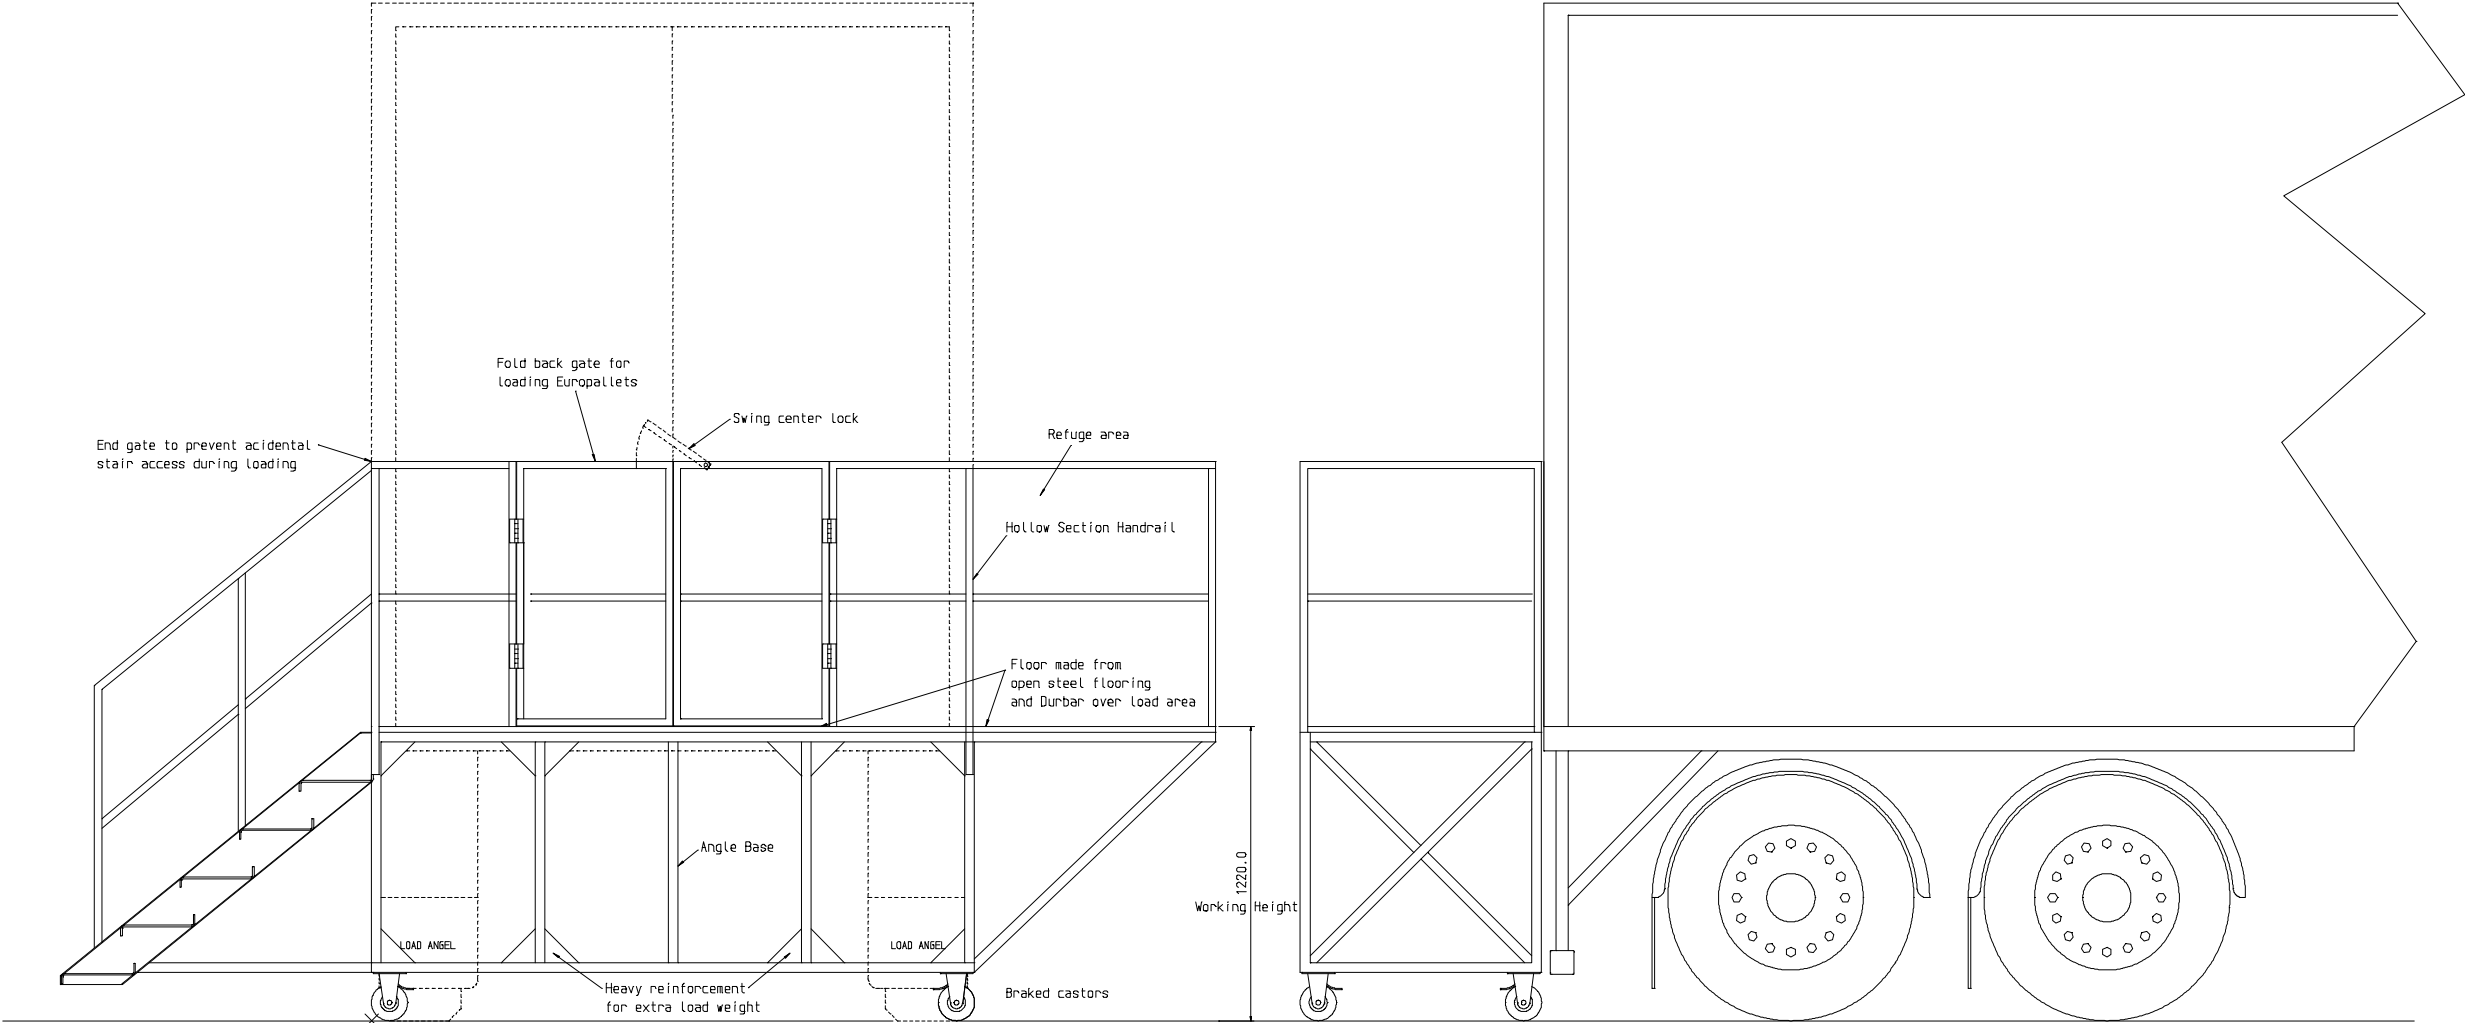 Fold back gate for
loading Europallets
Swing center lock
End gate to prevent acidental
stair access during loading
Refuge area
Hollow Section Handrail
Floor made from
open steel flooring
and Durbar over load area
Angle Base
1220.0
Working Height
LOAD ANGEL
LOAD ANGEL
Heavy reinforcement
for extra load weight
Braked castors